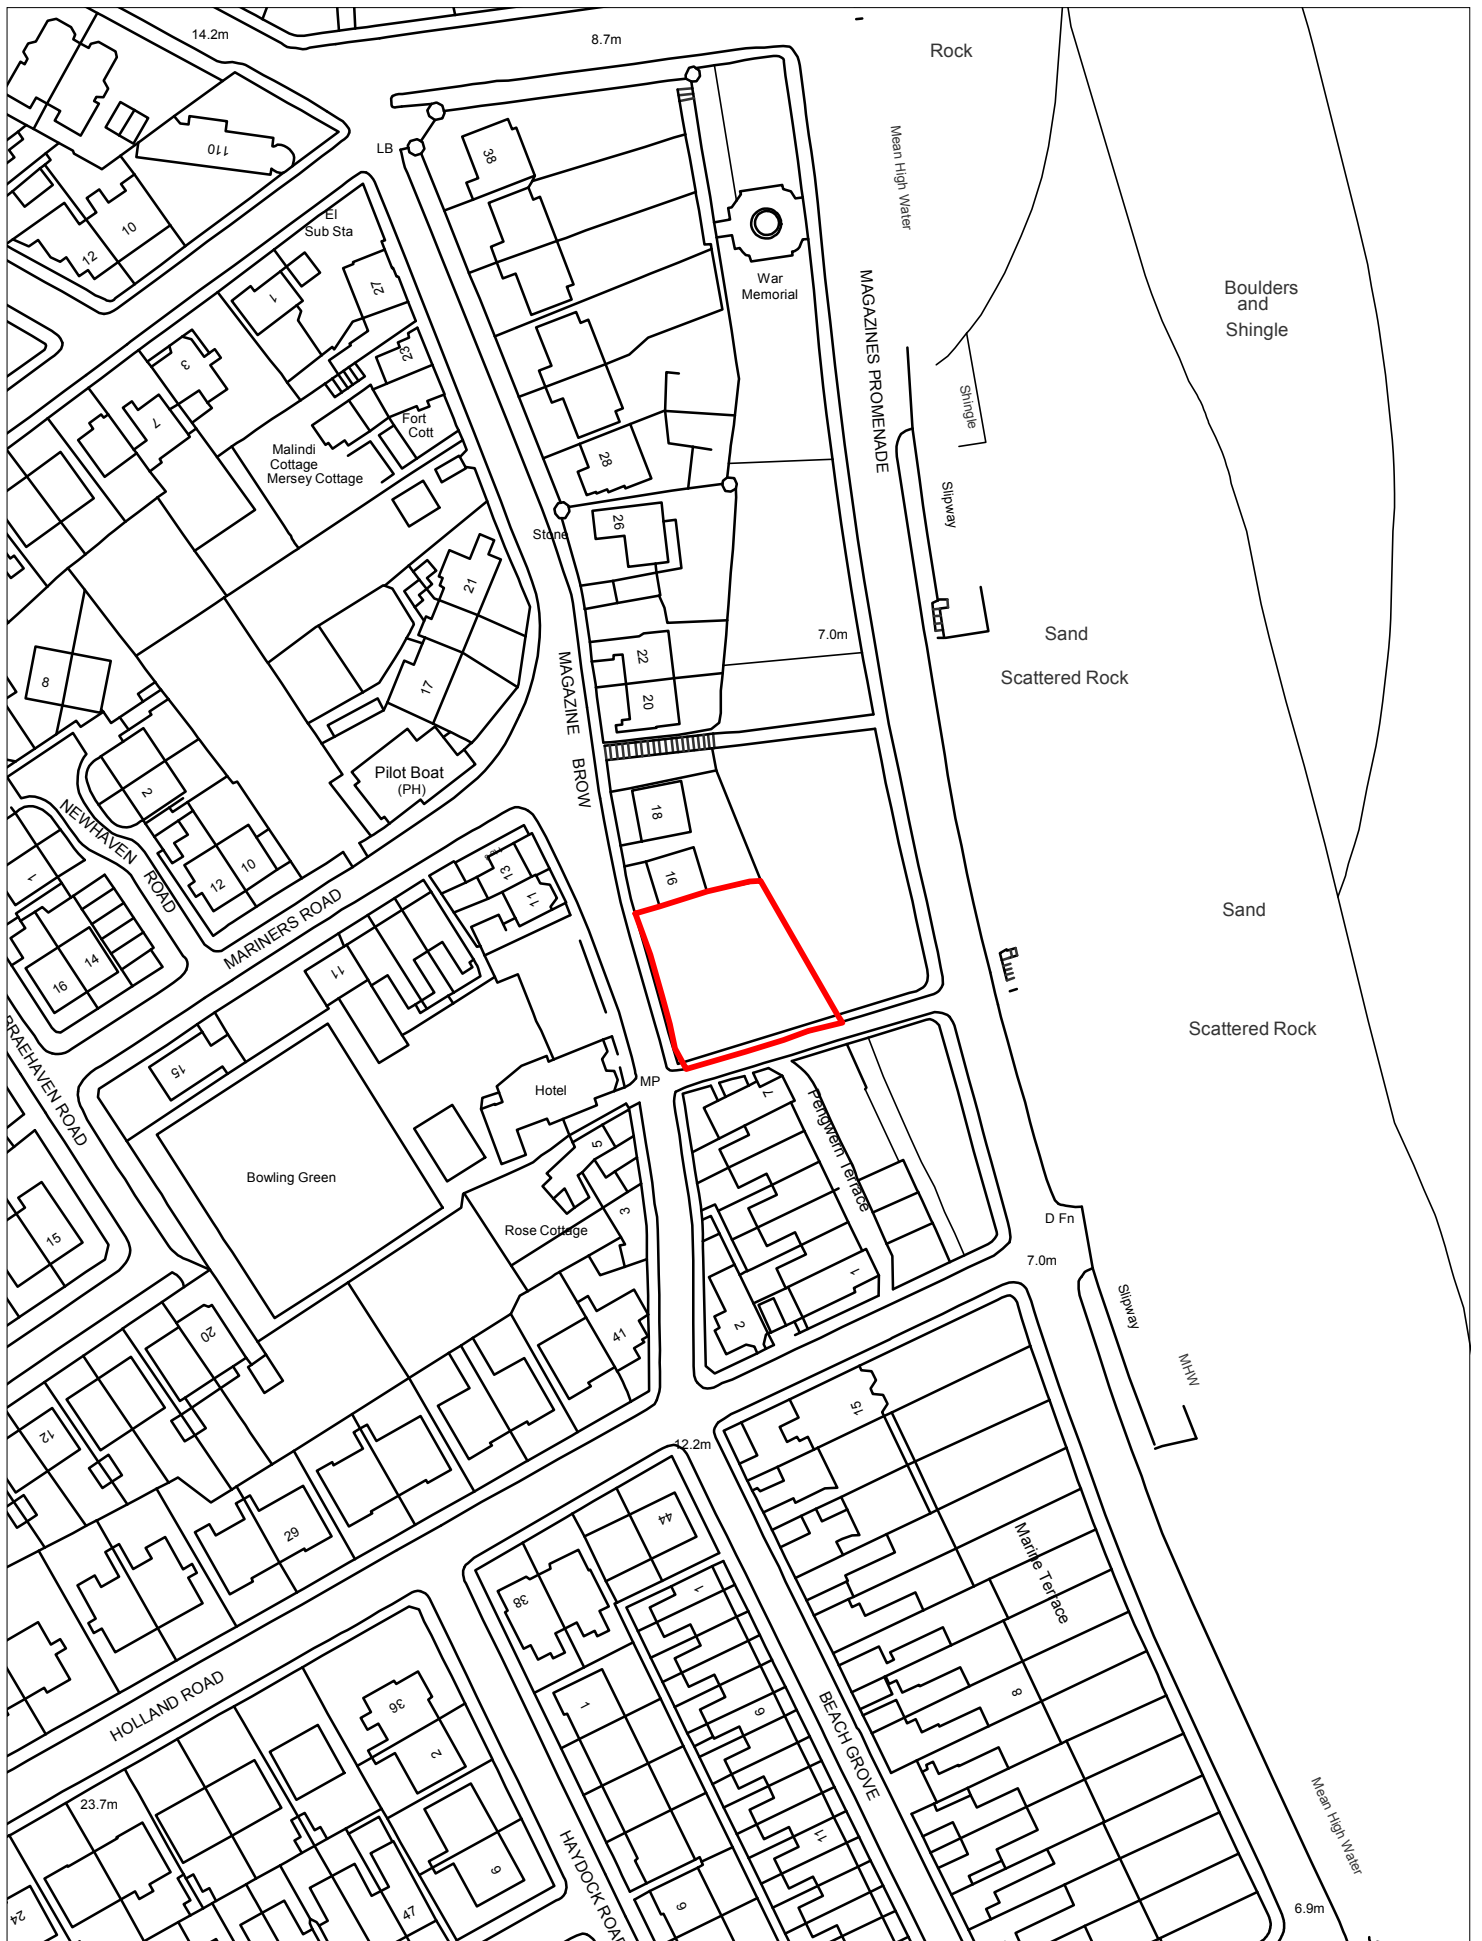 14.2m
8.7m
Rock
LB
38
110
Mean High Water
10
12
El
Sub Sta
27
1
War
Memorial
MAGAZINES PROMENADE
Boulders
and
Shingle
3
23
7
Fort
Cott
Shingle
Malindi
Cottage
Mersey Cottage
28
Slipway
Stone
26
21
7.0m
Sand
Scattered Rock
22
20
17
8
MAGAZINE BROW
Pilot Boat
(PH)
2
18
NEWHAVEN ROAD
16
13
11
1
12
10
MARINERS ROAD
Sand
11
14
16
Scattered Rock
BRAEHAVEN ROAD
15
Hotel
MP
7
Pengwern Terrace
5
Bowling Green
Rose Cottage
3
15
D Fn
7.0m
1
Slipway
2
41
20
MHW
12
15
12.2m
29
44
Marine Terrace
38
1
HOLLAND ROAD
1
36
2
9
8
BEACH GROVE
23.7m
11
Mean High Water
HAYDOCK ROAD
9
47
9
24
6.9m